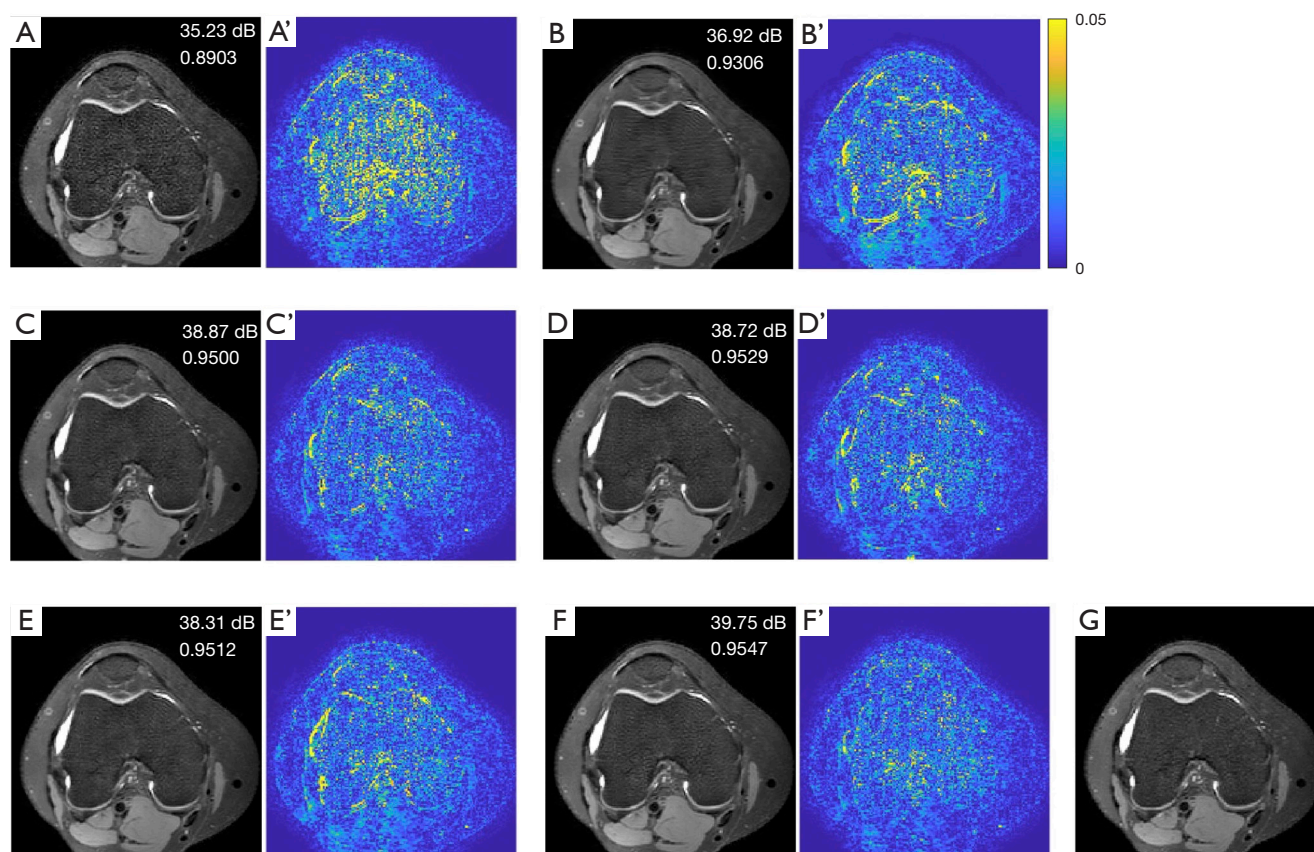 A
35.23 dB
0.8903
A’
B
36.92 dB
0.9306
B’
0.05
0
C
38.87 dB
0.9500
C’
D
38.72 dB
0.9529
D’
E
38.31 dB
0.9512
E’
F
39.75 dB
0.9547
F’
G